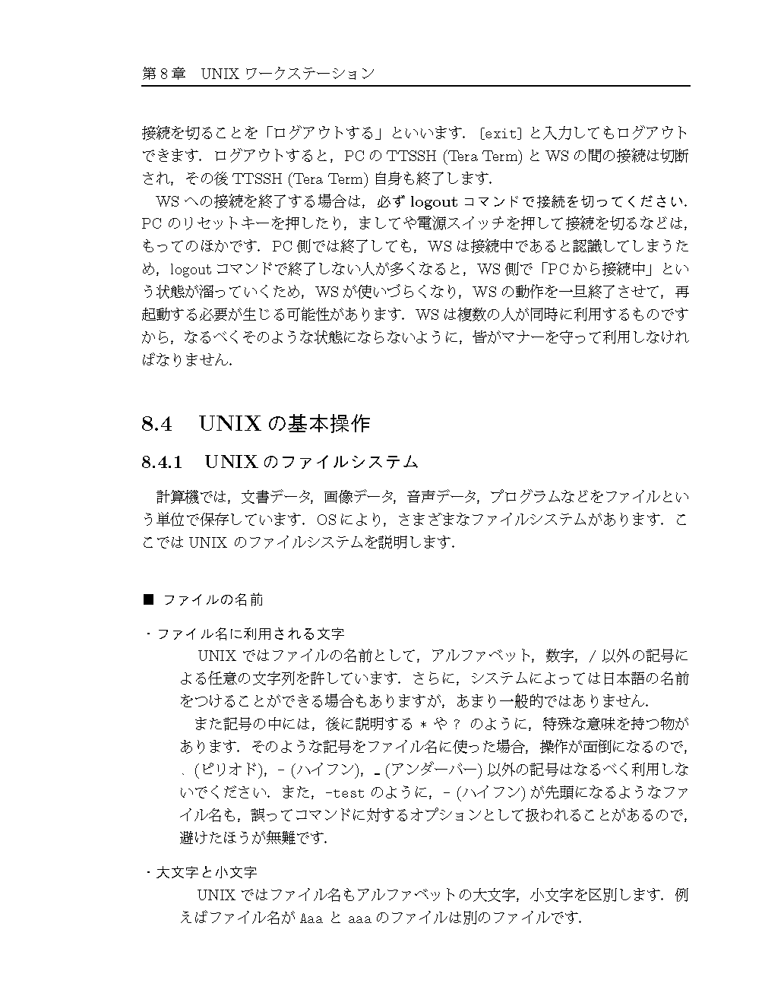 第 8 章　UNIX ワークステーション
接続を切ることを「ログアウトする」といいます．[exit] と入力してもログアウト
できます．ログアウトすると，PC の TTSSH (Tera Term) と WS の間の接続は切断
され，その後 TTSSH (Tera Term) 自身も終了します．
WS への接続を終了する場合は，必ず logout コマンドで接続を切ってください．
PC のリセットキーを押したり，ましてや電源スイッチを押して接続を切るなどは，
もってのほかです．PC 側では終了しても，WS は接続中であると認識してしまうた
め，logout コマンドで終了しない人が多くなると，WS 側で「PC から接続中」とい
う状態が溜っていくため，WS が使いづらくなり，WS の動作を一旦終了させて，再
起動する必要が生じる可能性があります．WS は複数の人が同時に利用するものです
から，なるべくそのような状態にならないように，皆がマナーを守って利用しなけれ
ばなりません．
8.4　UNIX の基本操作
8.4.1　UNIX のファイルシステム
計算機では，文書データ，画像データ，音声データ，プログラムなどをファイルとい
う単位で保存しています．OS により，さまざまなファイルシステムがあります．こ
こでは UNIX のファイルシステムを説明します．
■ ファイルの名前
・ファイル名に利用される文字
UNIX ではファイルの名前として，アルファベット，数字，/ 以外の記号に
よる任意の文字列を許しています．さらに，システムによっては日本語の名前
をつけることができる場合もありますが，あまり一般的ではありません．
また記号の中には，後に説明する * や ? のように，特殊な意味を持つ物が
あります．そのような記号をファイル名に使った場合，操作が面倒になるので，
. (ピリオド)，- (ハイフン)，_ (アンダーバー) 以外の記号はなるべく利用しな
いでください．また，-test のように，- (ハイフン) が先頭になるようなファ
イル名も，誤ってコマンドに対するオプションとして扱われることがあるので，
避けたほうが無難です．
・大文字と小文字
UNIX ではファイル名もアルファベットの大文字，小文字を区別します．例
えばファイル名が Aaa と aaa のファイルは別のファイルです．